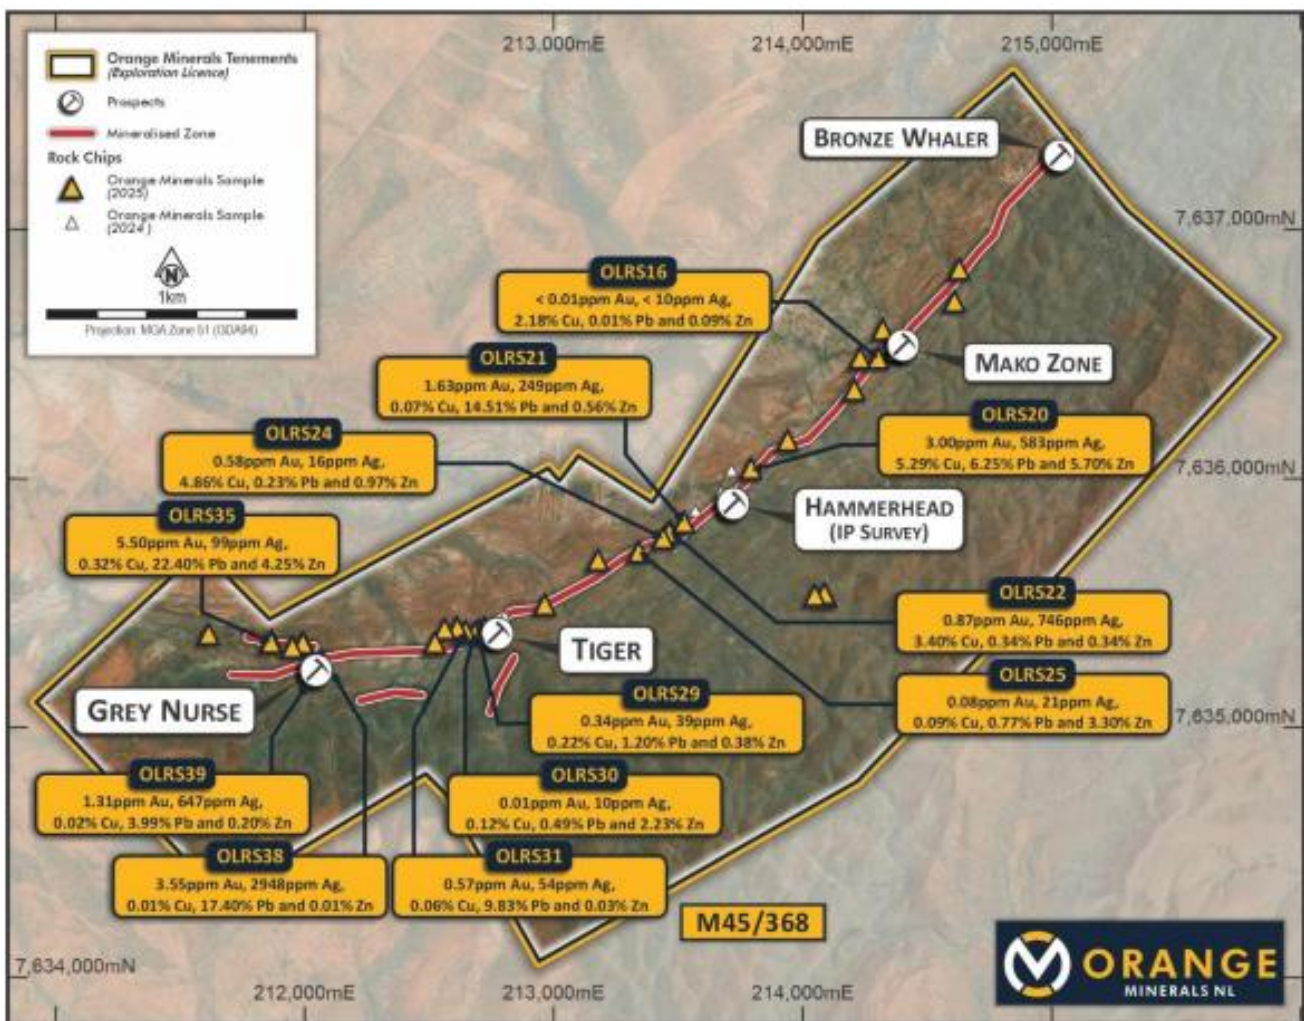 213,000mE
214,000mE
215,000mE
Orange Minerals Tenements
(Exploration Licence)
Prospects
Mineralised Zone
Rock Chips
Orange Minerals Sample
(2025)
Orange Minerals Sample
(2024)
N
1km
Projection: MGA Zone 51 (GDA94)
BRONZE WHALER
7,637,000mN
OLRS16
< 0.01ppm Au, < 10ppm Ag,
2.18% Cu, 0.01% Pb and 0.09% Zn
MAKO ZONE
OLRS21
1.63ppm Au, 249ppm Ag,
0.07% Cu, 14.51% Pb and 0.56% Zn
OLRS20
3.00ppm Au, 583ppm Ag,
5.29% Cu, 6.25% Pb and 5.70% Zn
OLRS24
0.58ppm Au, 16ppm Ag,
4.86% Cu, 0.23% Pb and 0.97% Zn
7,636,000mN
HAMMERHEAD
(IP SURVEY)
OLRS35
5.50ppm Au, 99ppm Ag,
0.32% Cu, 22.40% Pb and 4.25% Zn
OLRS22
0.87ppm Au, 746ppm Ag,
3.40% Cu, 0.34% Pb and 0.34% Zn
TIGER
OLRS25
0.08ppm Au, 21ppm Ag,
0.09% Cu, 0.77% Pb and 3.30% Zn
GREY NURSE
OLRS29
0.34ppm Au, 39ppm Ag,
0.22% Cu, 1.20% Pb and 0.38% Zn
7,635,000mN
OLRS39
1.31ppm Au, 647ppm Ag,
0.02% Cu, 3.99% Pb and 0.20% Zn
OLRS30
0.01ppm Au, 10ppm Ag,
0.12% Cu, 0.49% Pb and 2.23% Zn
OLRS38
3.55ppm Au, 2948ppm Ag,
0.01% Cu, 17.40% Pb and 0.01% Zn
OLRS31
0.57ppm Au, 54ppm Ag,
0.06% Cu, 9.83% Pb and 0.03% Zn
M45/368
ORANGE
MINERALS NL
7,634,000mN
212,000mE
213,000mE
214,000mE